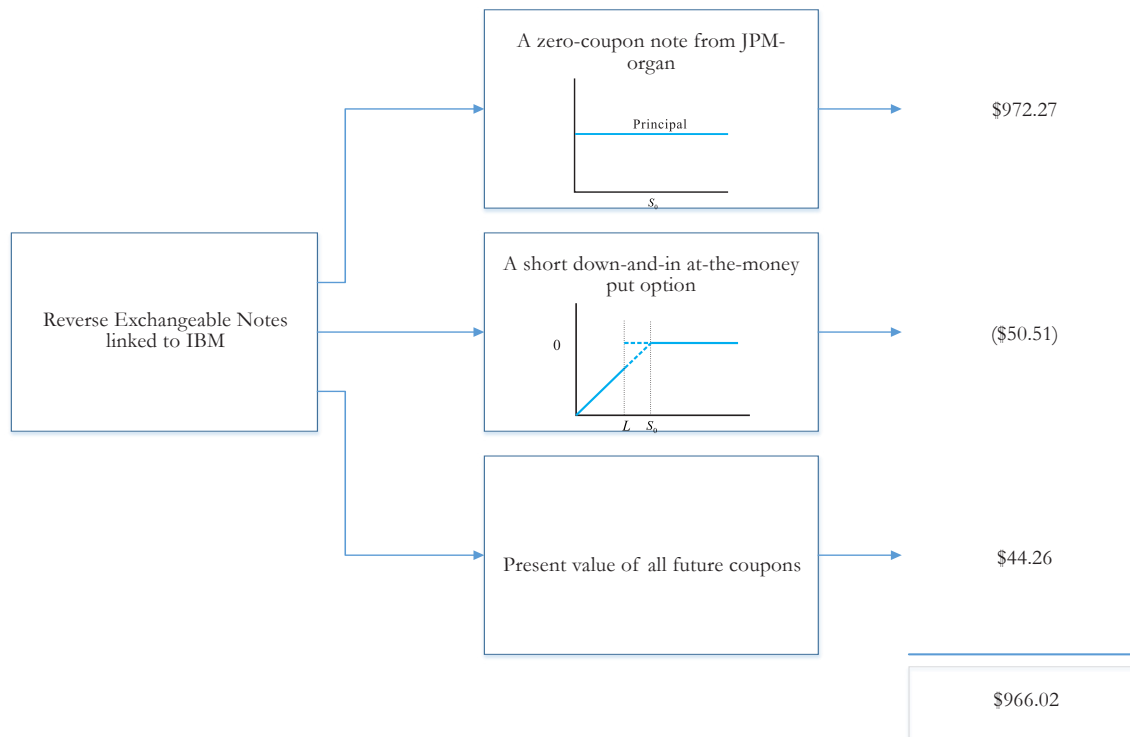 A zero-coupon note from JPM-
organ
Principal
S₀
$972.27
Reverse Exchangeable Notes
linked to IBM
A short down-and-in at-the-money
put option
0
L S₀
($50.51)
Present value of all future coupons
$44.26
$966.02